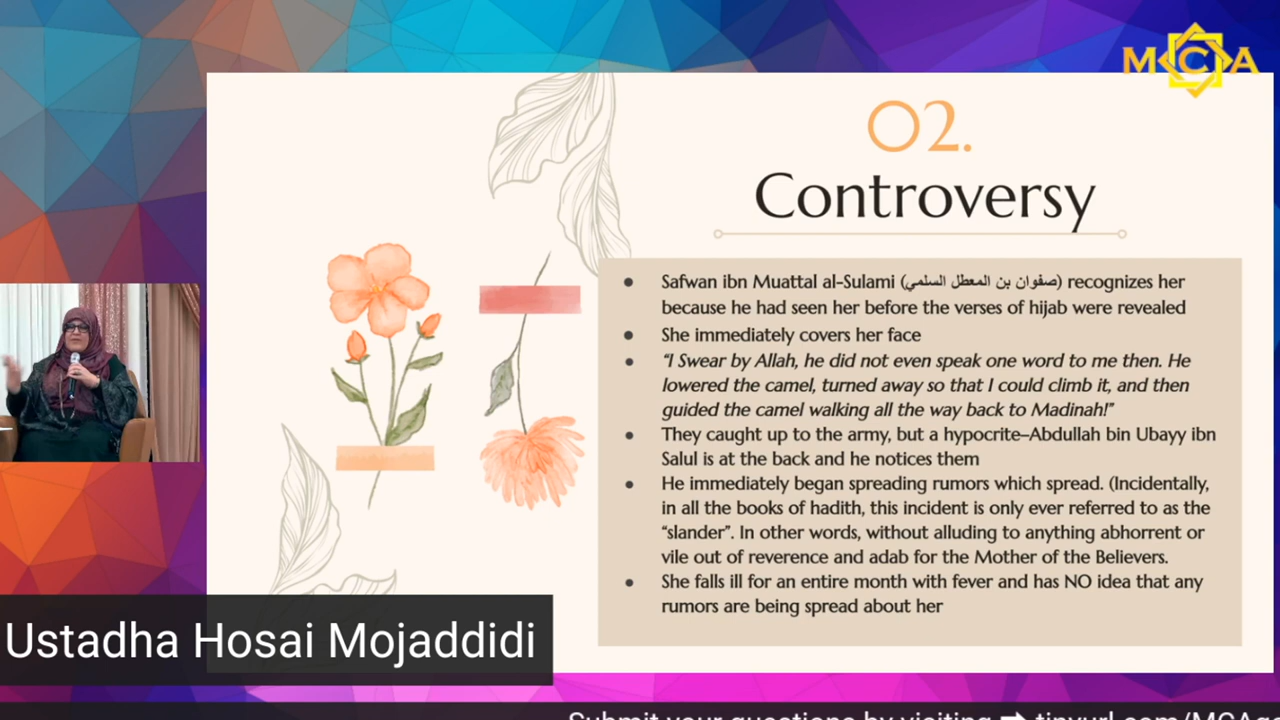 MCA
02.
Controversy
● Safwan ibn Muattal al-Sulami (صفوان بن المعطل السلمي) recognizes her
because he had seen her before the verses of hijab were revealed
● She immediately covers her face
● “I Swear by Allah, he did not even speak one word to me then. He
lowered the camel, turned away so that I could climb it, and then
guided the camel walking all the way back to Madinah!”
● They caught up to the army, but a hypocrite–Abdullah bin Ubayy ibn
Salul is at the back and he notices them
● He immediately began spreading rumors which spread. (Incidentally,
in all the books of hadith, this incident is only ever referred to as the
“slander”. In other words, without alluding to anything abhorrent or
vile out of reverence and adab for the Mother of the Believers.
● She falls ill for an entire month with fever and has NO idea that any
rumors are being spread about her
Ustadha Hosai Mojaddidi
Submit your questions by visiting ➡